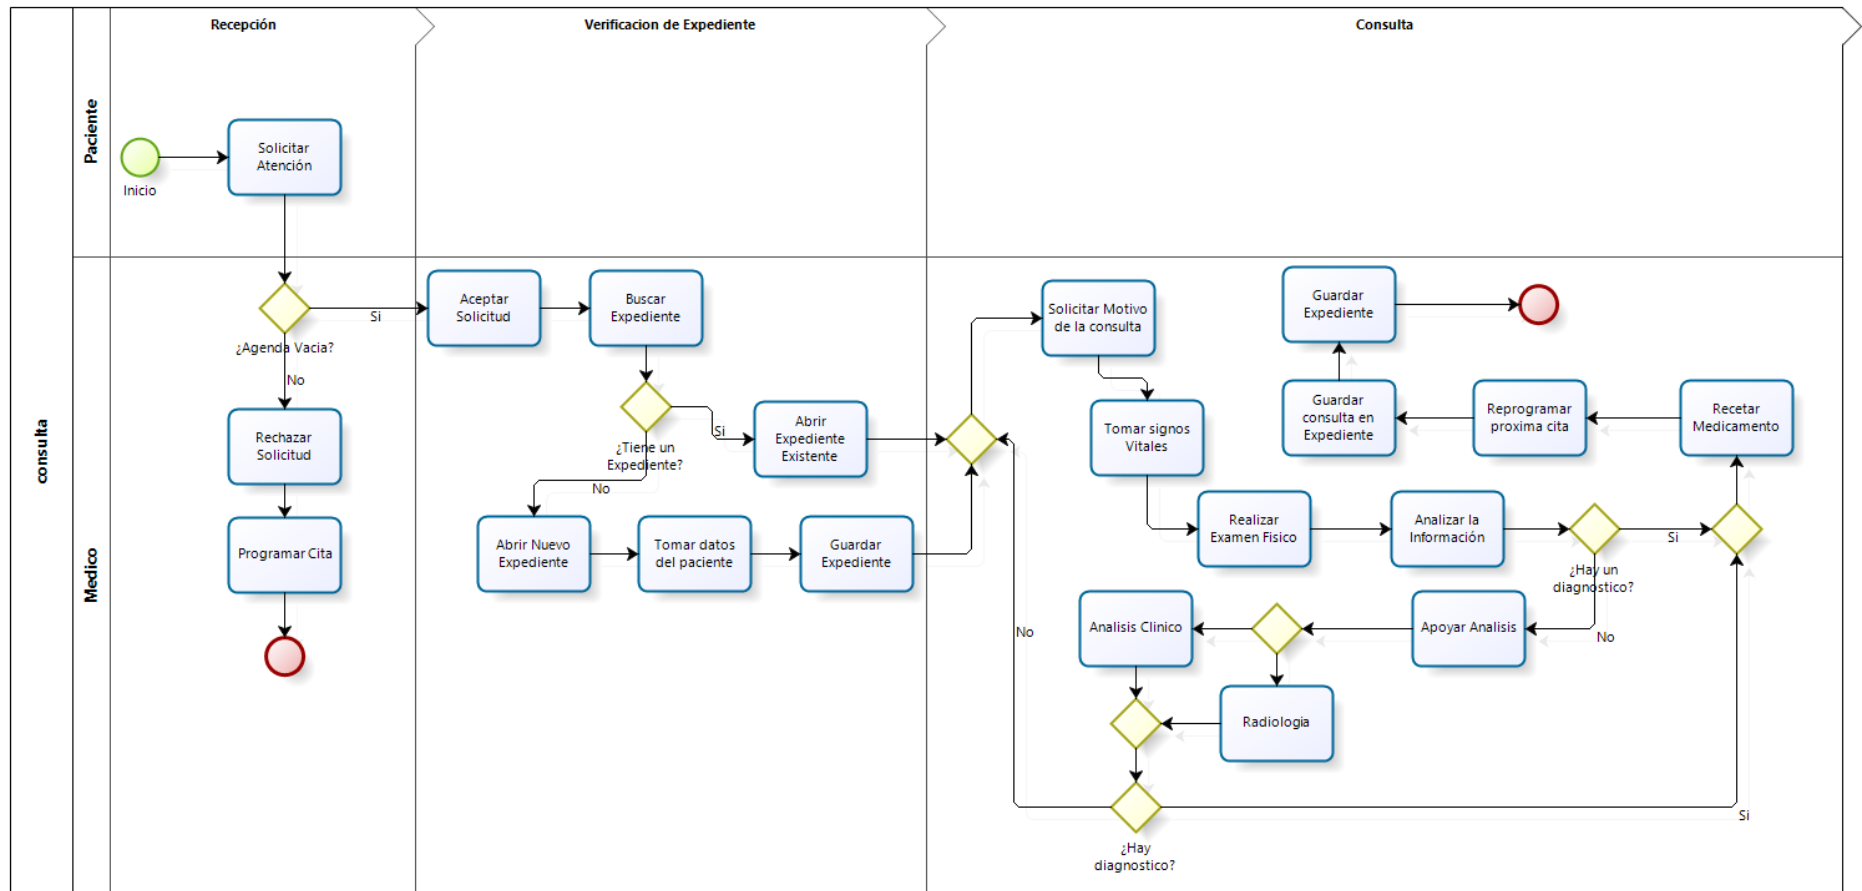 Recepción
Verificacion de Expediente
Consulta
consulta
Paciente
Medico
Inicio
Solicitar
Atención
¿Agenda Vacia?
Si
No
Rechazar
Solicitud
Programar Cita
Aceptar
Solicitud
Buscar
Expediente
¿Tiene un
Expediente?
Si
No
Abrir
Expediente
Existente
Abrir Nuevo
Expediente
Tomar datos
del paciente
Guardar
Expediente
Solicitar Motivo
de la consulta
Tomar signos
Vitales
Realizar
Examen Fisico
Analizar la
Información
¿Hay un
diagnostico?
Si
No
Apoyar Analisis
Analisis Clinico
Radiologia
¿Hay
diagnostico?
No
Si
Recetar
Medicamento
Reprogramar
proxima cita
Guardar
consulta en
Expediente
Guardar
Expediente